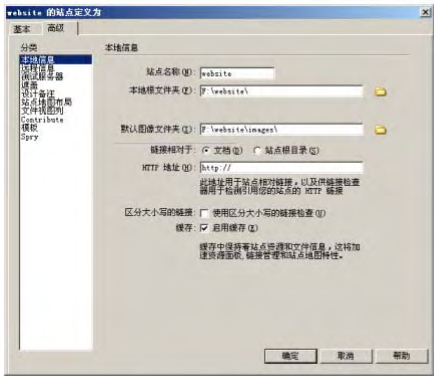 website 的站点定义为
基本 高级
分类
本地信息
远程信息
测试服务器
遮盖
设计备注
站点地图布局
文件视图列
Contribute
模板
Spry
本地信息
站点名称(N): website
本地根文件夹(F): F:\website\
默认图像文件夹(I): F:\website\images\
链接相对于: 文档(D) 站点根目录(S)
HTTP 地址(H): http://
此地址用于站点相对链接，以及供链接检查
器用于检测引用您的站点的 HTTP 链接
区分大小写的链接: 使用区分大小写的链接检查(U)
缓存: 启用缓存(E)
缓存中保持着站点资源和文件信息，这将加
速资源面板,链接管理和站点地图特性。
确定 取消 帮助